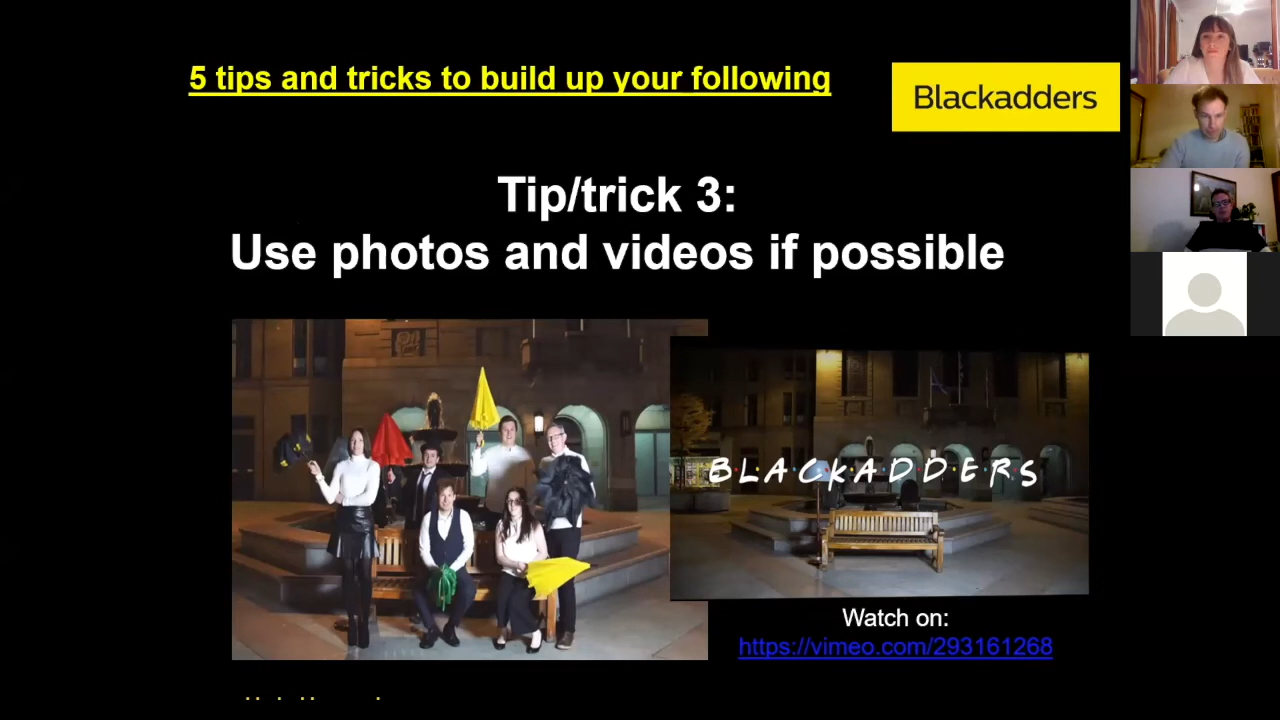 5 tips and tricks to build up your following
Blackadders
Tip/trick 3:
Use photos and videos if possible
BLACKADDERS
Watch on:
https://vimeo.com/293161268